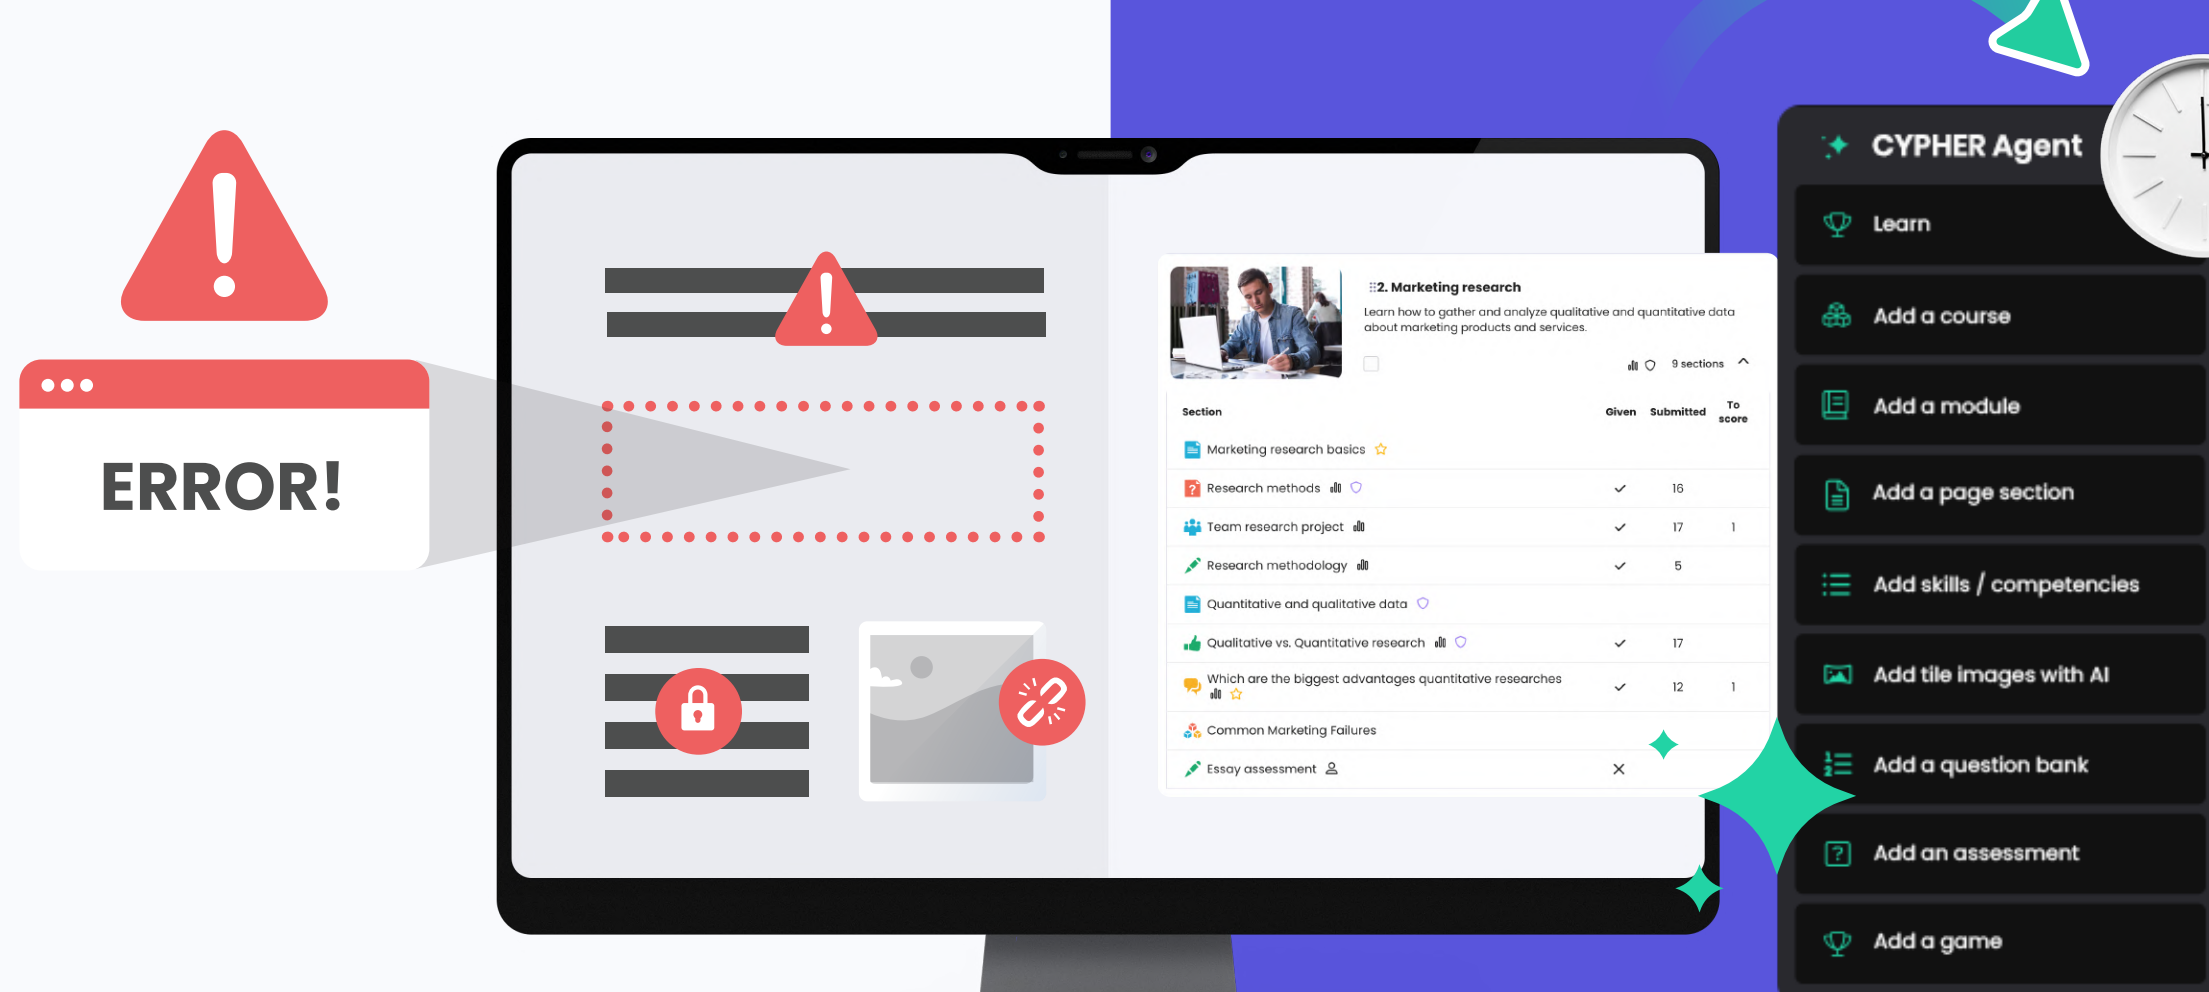 ERROR!
2. Marketing research
Learn how to gather and analyze qualitative and quantitative data
about marketing products and services.
9 sections
Section Given Submitted To score
Marketing research basics
Research methods 16
Team research project 17 1
Research methodology 5
Quantitative and qualitative data
Qualitative vs. Quantitative research 17
Which are the biggest advantages quantitative researches 12 1
Common Marketing Failures
Essay assessment
CYPHER Agent
Learn
Add a course
Add a module
Add a page section
Add skills / competencies
Add tile images with AI
Add a question bank
Add an assessment
Add a game